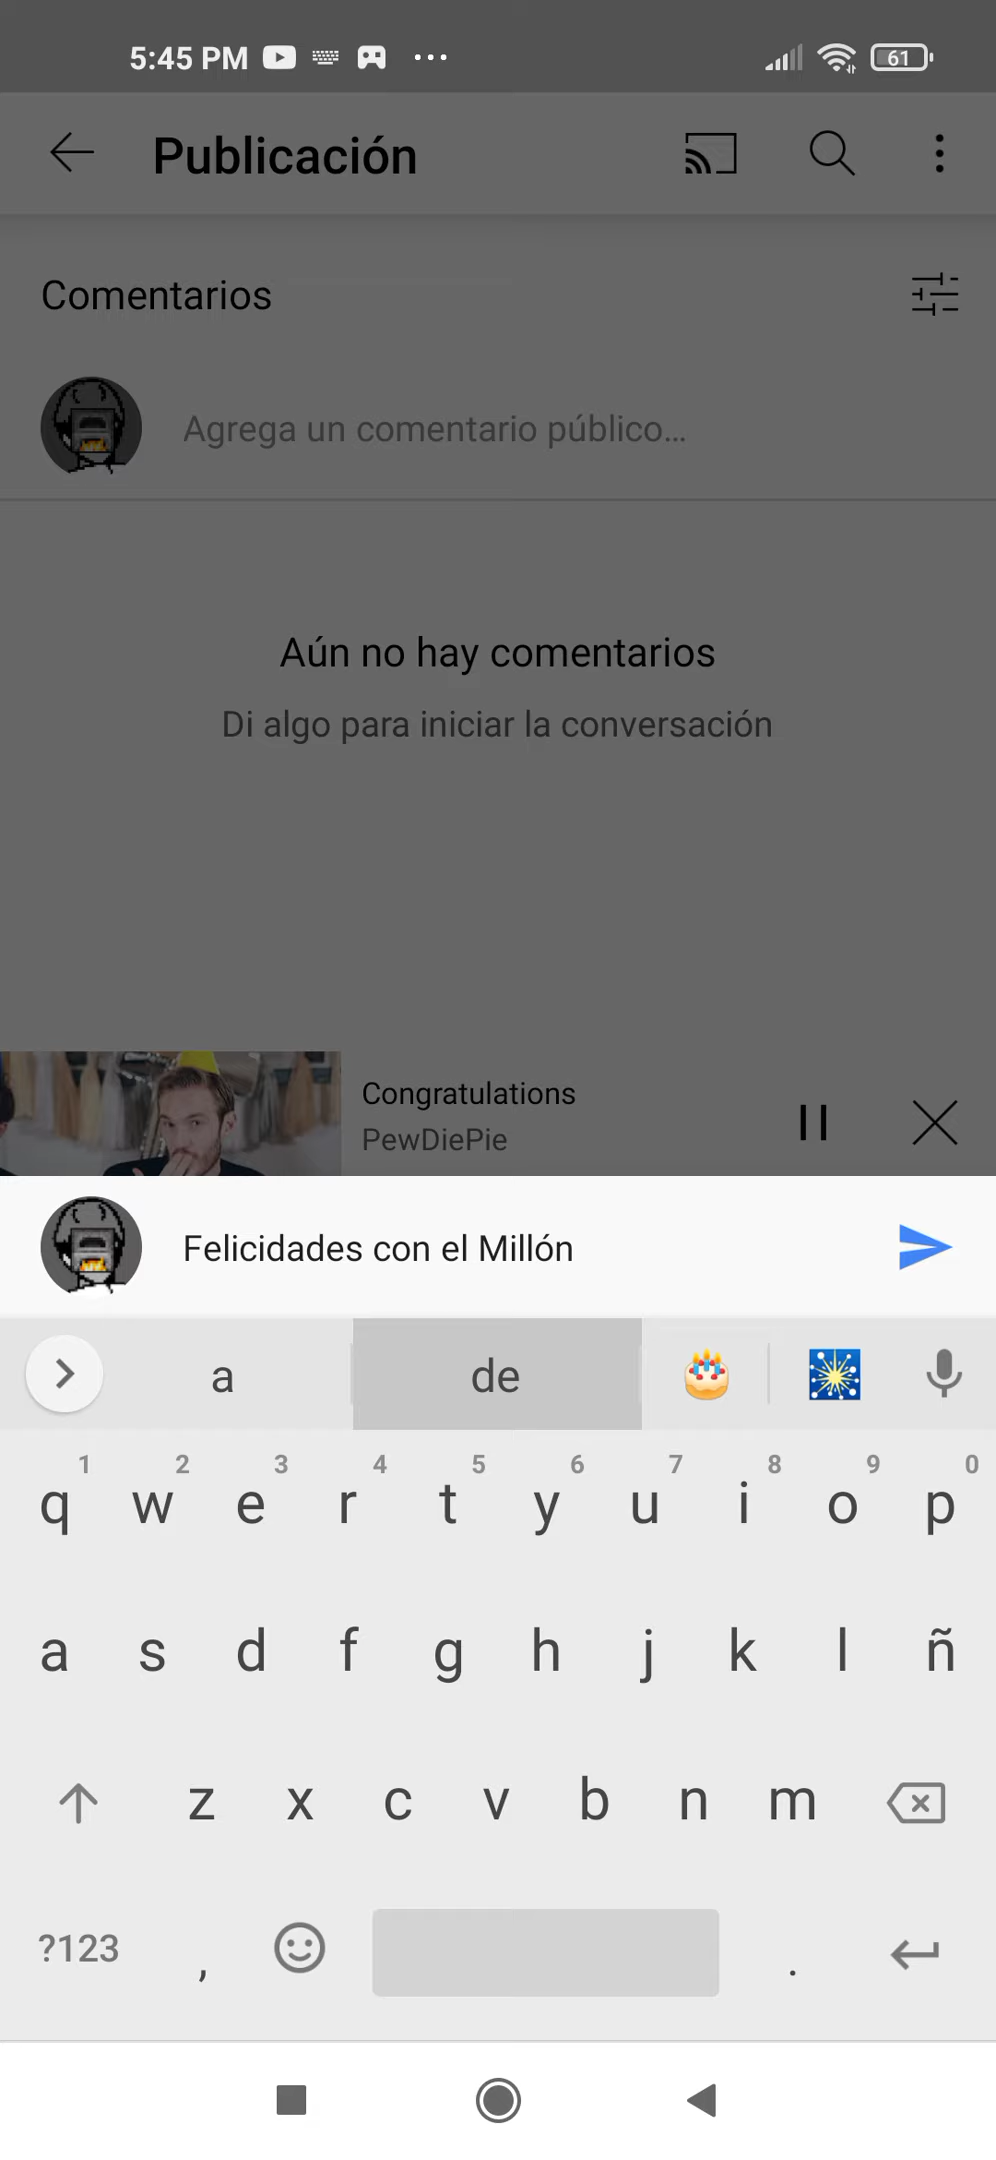 5:45 PM
61
Publicación
Comentarios
Agrega un comentario público...
Aún no hay comentarios
Di algo para iniciar la conversación
Congratulations
PewDiePie
Felicidades con el Millón
a de
1 2 3 4 5 6 7 8 9 0
q w e r t y u i o p
a s d f g h j k l ñ
z x c v b n m
?123 , .